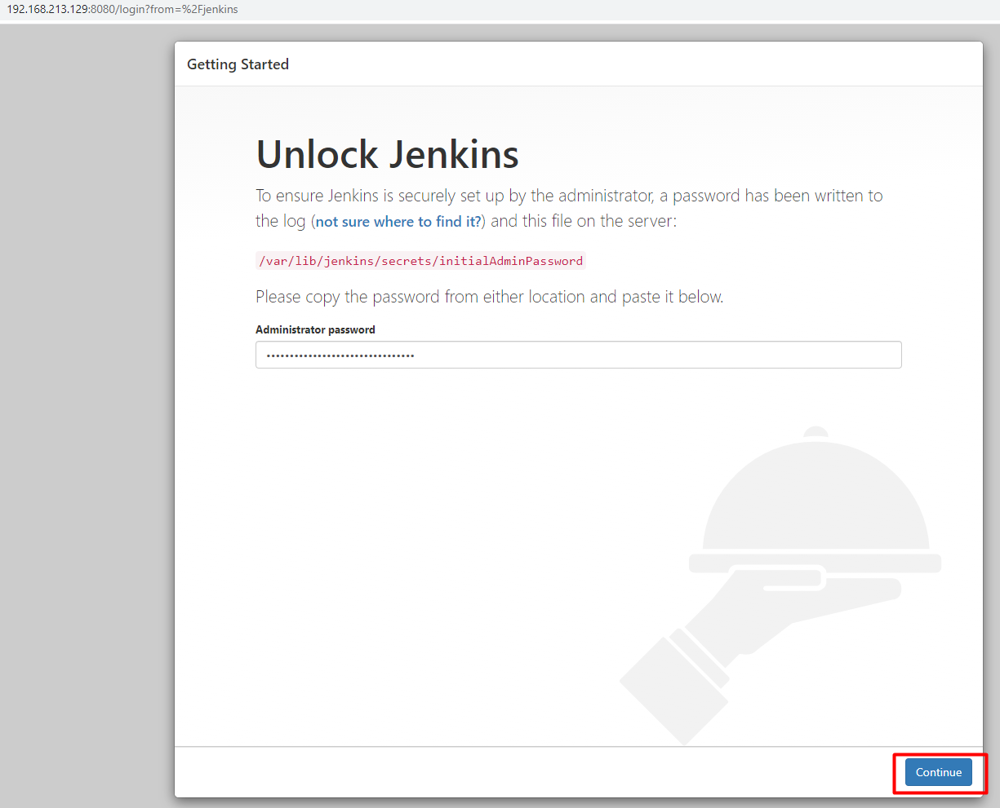 192.168.213.129:8080/login?from=%2Fjenkins
Getting Started
Unlock Jenkins
To ensure Jenkins is securely set up by the administrator, a password has been written to
the log (not sure where to find it?) and this file on the server:
/var/lib/jenkins/secrets/initialAdminPassword
Please copy the password from either location and paste it below.
Administrator password
••••••••••••••••••••••••••••••••
Continue